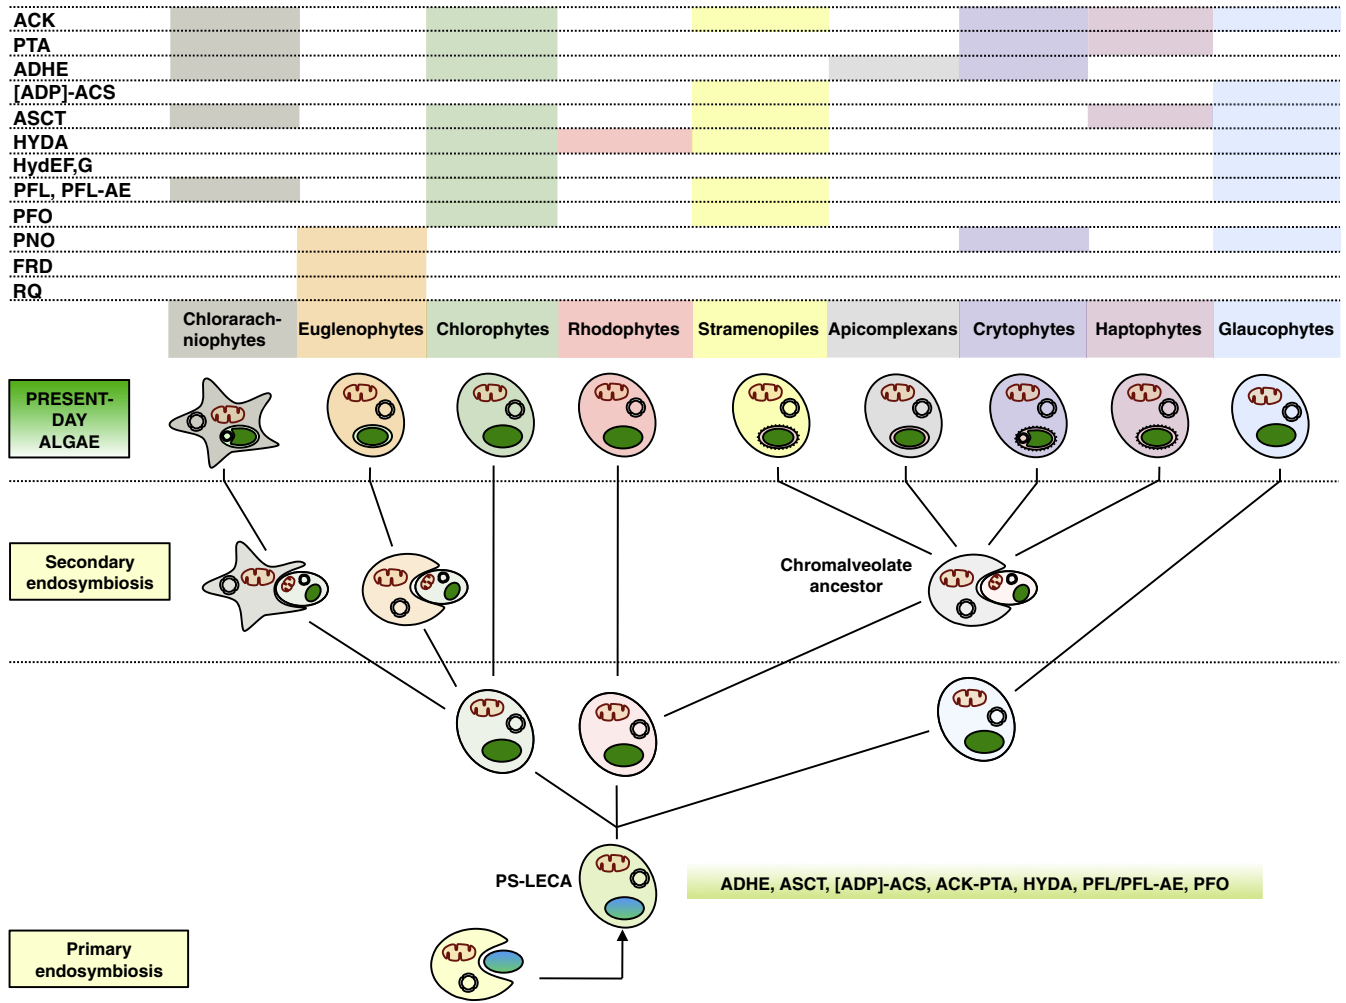 ACK
PTA
ADHE
[ADP]-ACS
ASCT
HYDA
HydEF,G
PFL, PFL-AE
PFO
PNO
FRD
RQ
Chlorarach-
niophytes
Euglenophytes
Chlorophytes
Rhodophytes
Stramenopiles
Apicomplexans
Crytophytes
Haptophytes
Glaucophytes
PRESENT-
DAY
ALGAE
Secondary
endosymbiosis
Chromalveolate
ancestor
PS-LECA
ADHE, ASCT, [ADP]-ACS, ACK-PTA, HYDA, PFL/PFL-AE, PFO
Primary
endosymbiosis